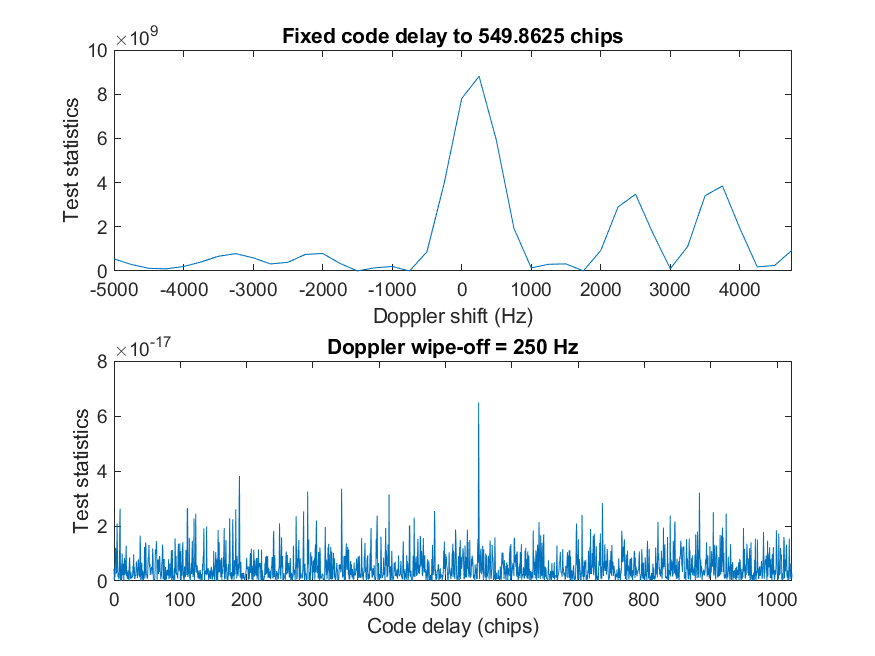 ×10^9
Fixed code delay to 549.8625 chips
10
8
6
4
2
0
Test statistics
-5000 -4000 -3000 -2000 -1000 0 1000 2000 3000 4000
Doppler shift (Hz)
×10^-17
Doppler wipe-off = 250 Hz
8
6
4
2
0
Test statistics
0 100 200 300 400 500 600 700 800 900 1000
Code delay (chips)